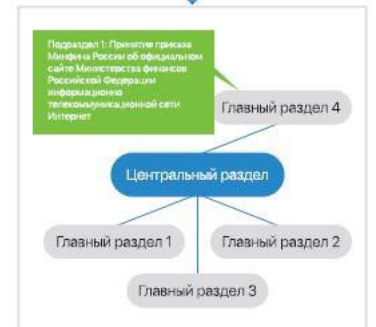 Подраздел 1: Принятие приказа
Минфина России об официальном
сайте Министерства финансов
Российской Федерации
информационно
телекоммуникационной сети
Интернет
Главный раздел 4
Центральный раздел
Главный раздел 1
Главный раздел 2
Главный раздел 3